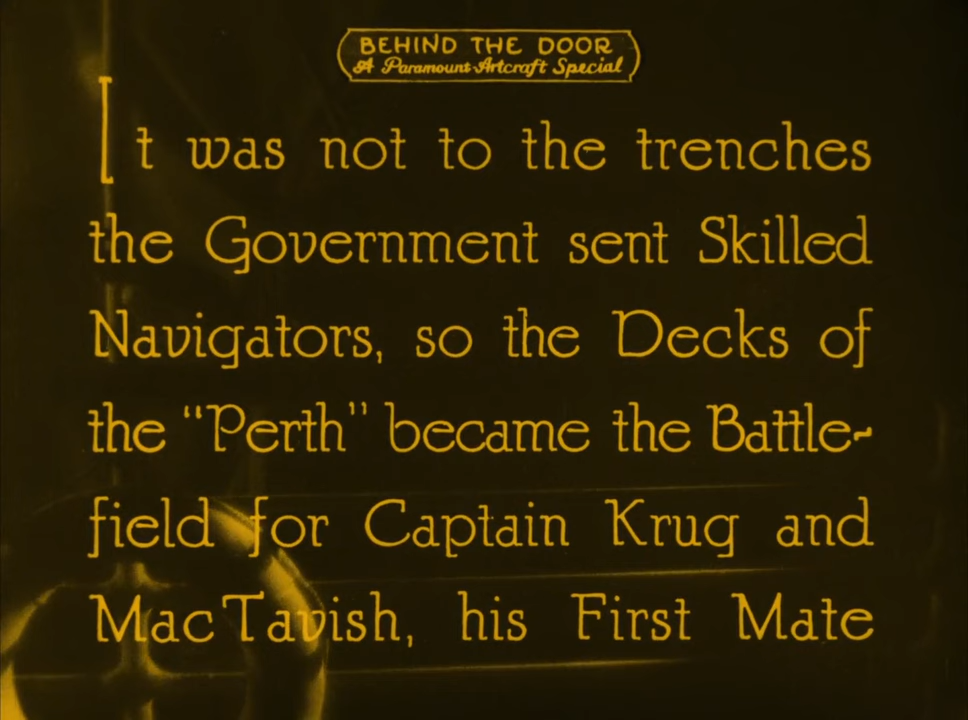 BEHIND THE DOOR
A Paramount-Artcraft Special
It was not to the trenches
the Government sent Skilled
Navigators, so the Decks of
the "Perth" became the Battle-
field for Captain Krug and
MacTavish, his First Mate